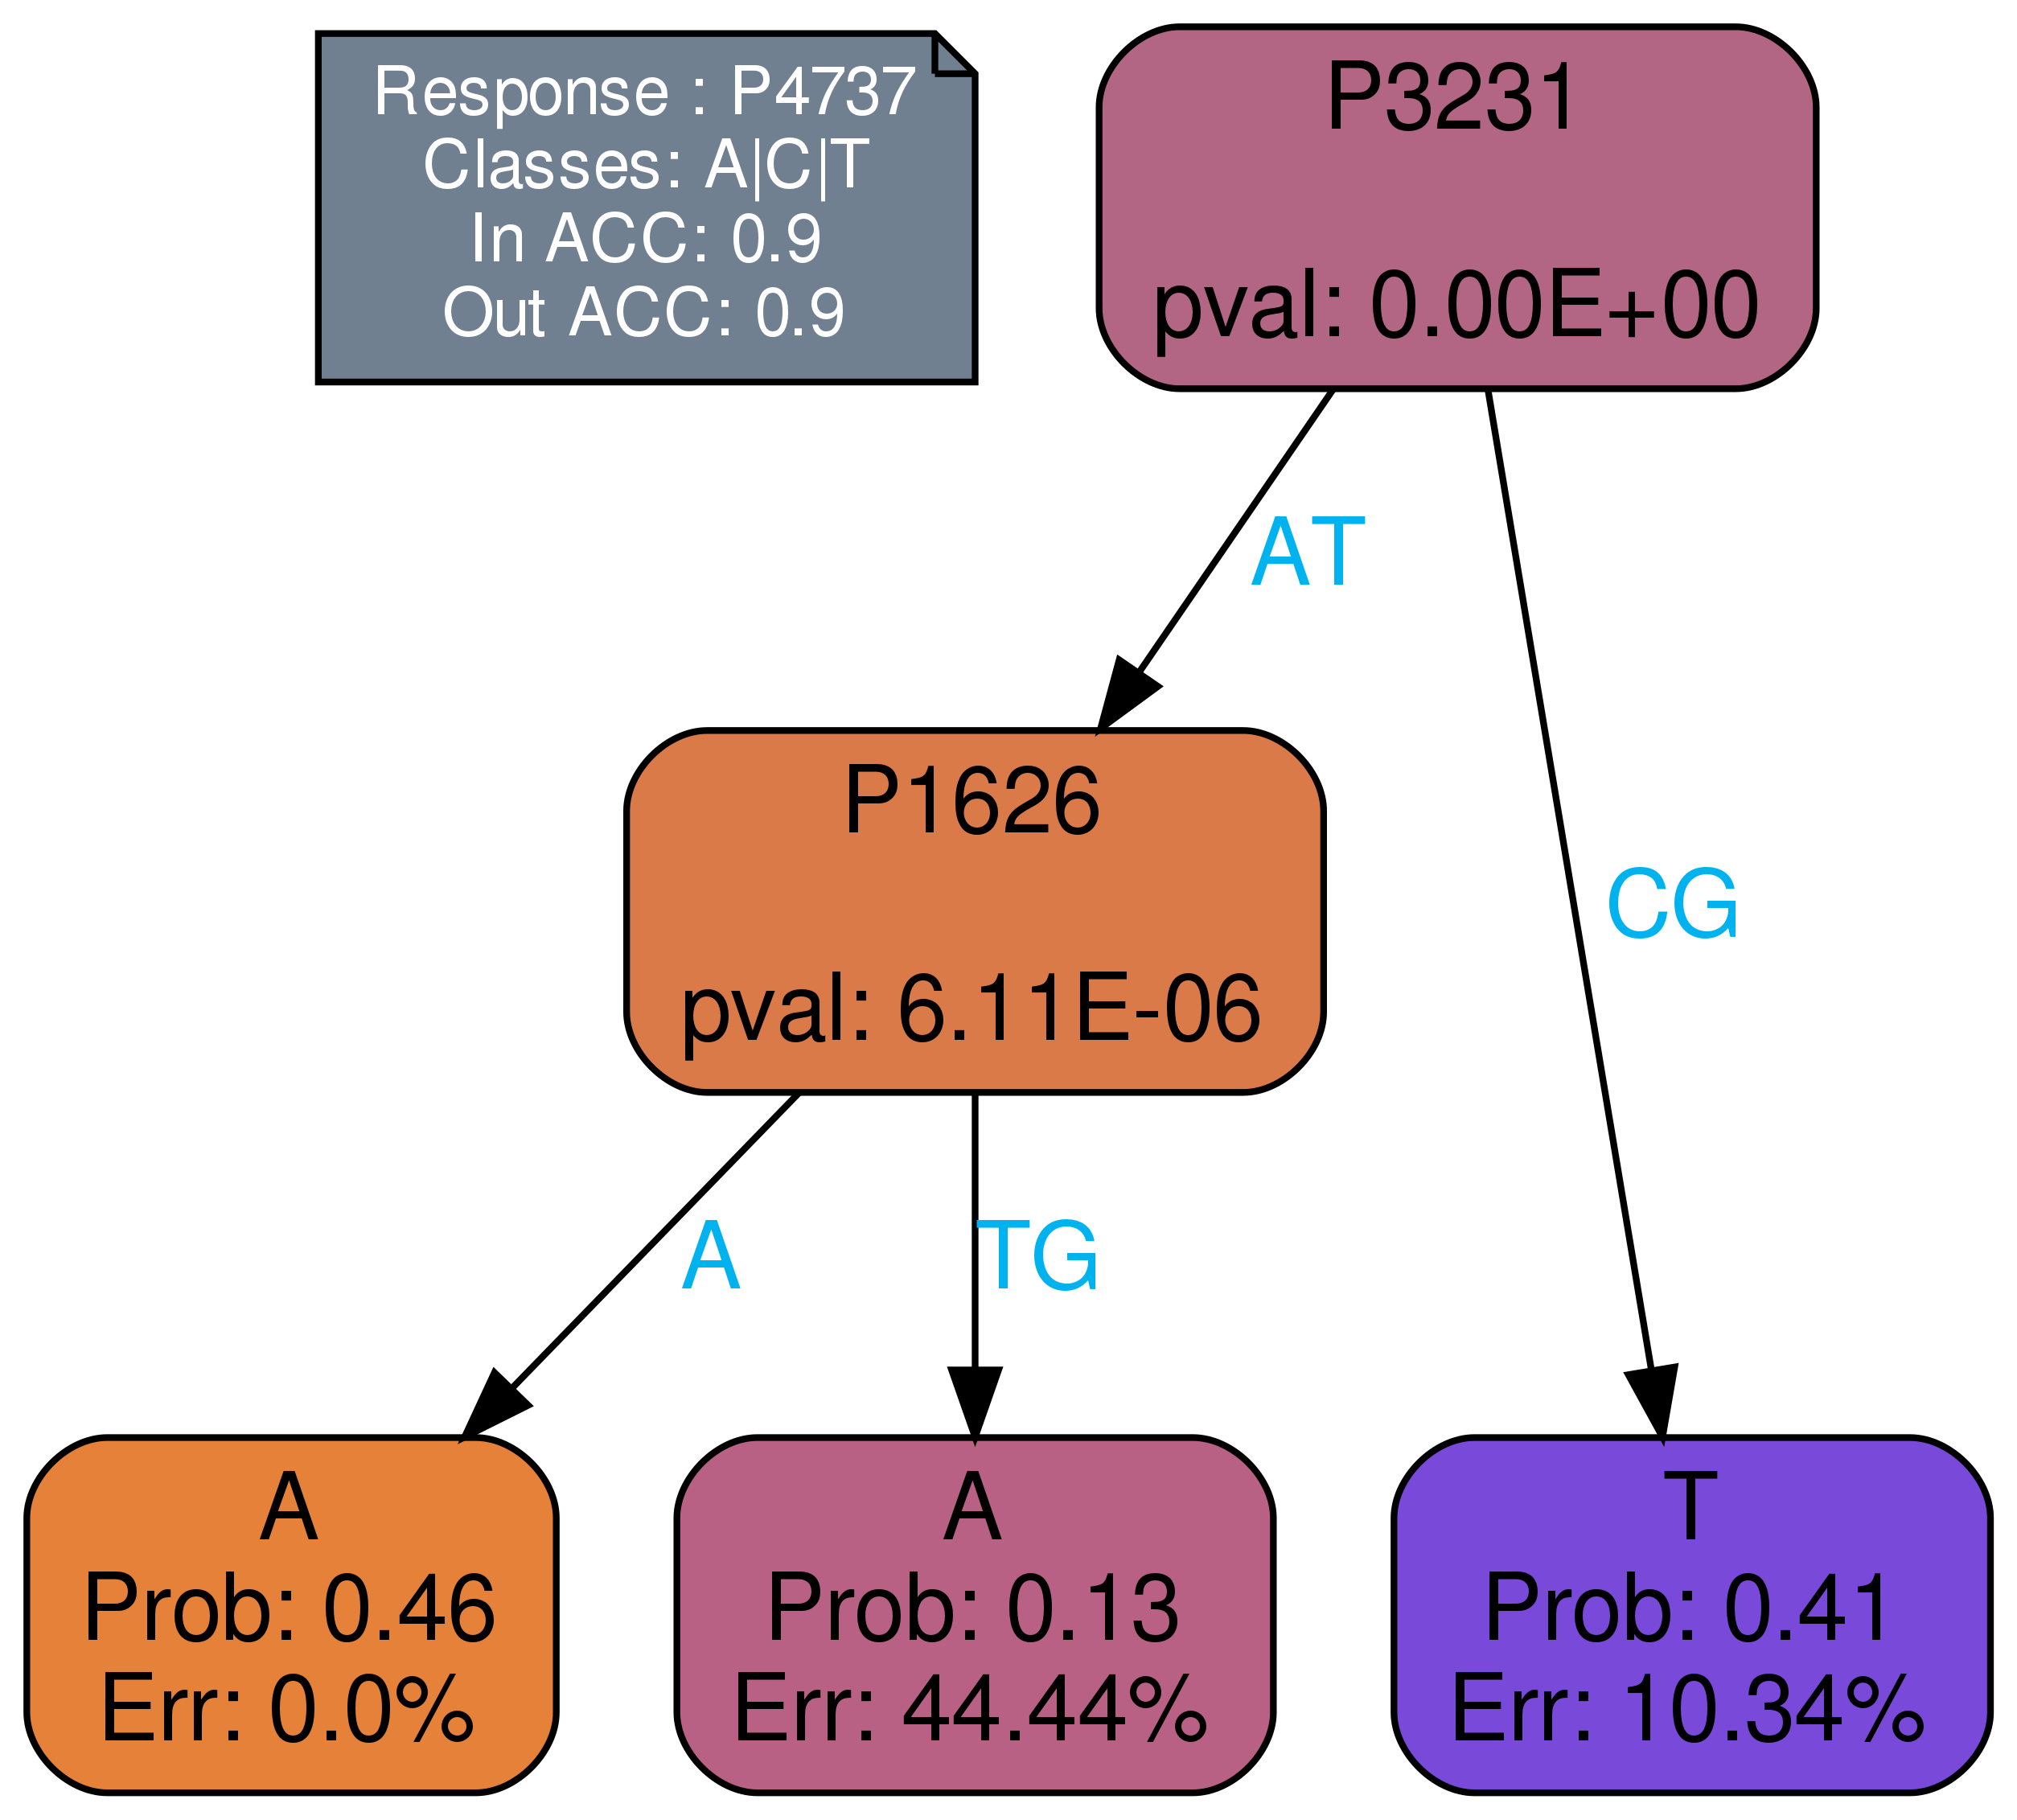 Response : P4737
Classes: A|C|T
In ACC: 0.9
Out ACC: 0.9
P3231
pval: 0.00E+00
AT
CG
P1626
pval: 6.11E-06
A
TG
A
Prob: 0.46
Err: 0.0%
A
Prob: 0.13
Err: 44.44%
T
Prob: 0.41
Err: 10.34%